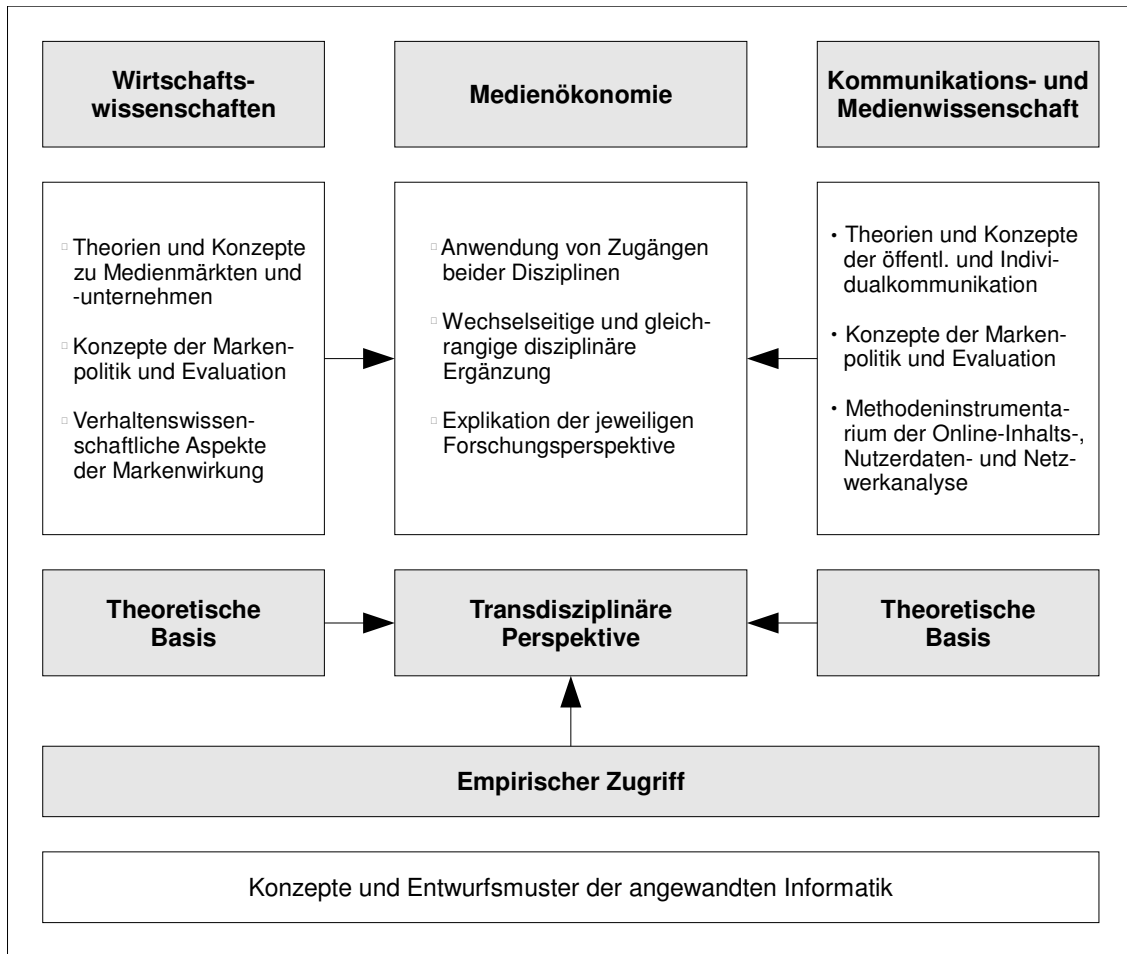 Wirtschafts-
wissenschaften
Medienökonomie
Kommunikations- und
Medienwissenschaft
Theorien und Konzepte
zu Medienmärkten und
-unternehmen
Konzepte der Marken-
politik und Evaluation
Verhaltenswissen-
schaftliche Aspekte
der Markenwirkung
Anwendung von Zugängen
beider Disziplinen
Wechselseitige und gleich-
rangige disziplinäre
Ergänzung
Explikation der jeweiligen
Forschungsperspektive
• Theorien und Konzepte
der öffentl. und Indivi-
dualkommunikation
• Konzepte der Marken-
politik und Evaluation
• Methodeninstrumenta-
rium der Online-Inhalts-,
Nutzerdaten- und Netz-
werkanalyse
Theoretische
Basis
Transdisziplinäre
Perspektive
Theoretische
Basis
Empirischer Zugriff
Konzepte und Entwurfsmuster der angewandten Informatik